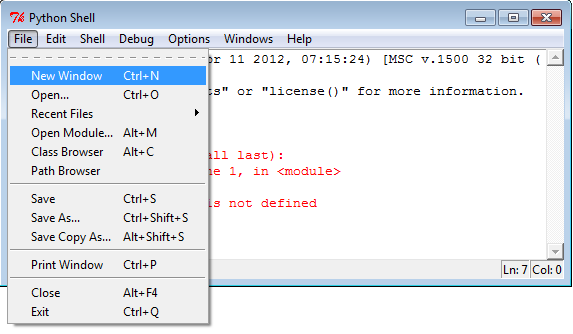 Python Shell
File Edit Shell Debug Options Windows Help
pr 11 2012, 07:15:24) [MSC v.1500 32 bit (
ts" or "license()" for more information.
all last):
ne 1, in <module>
is not defined
New Window Ctrl+N
Open... Ctrl+O
Recent Files
Open Module... Alt+M
Class Browser Alt+C
Path Browser
Save Ctrl+S
Save As... Ctrl+Shift+S
Save Copy As... Alt+Shift+S
Print Window Ctrl+P
Close Alt+F4
Exit Ctrl+Q
Ln: 7 Col: 0